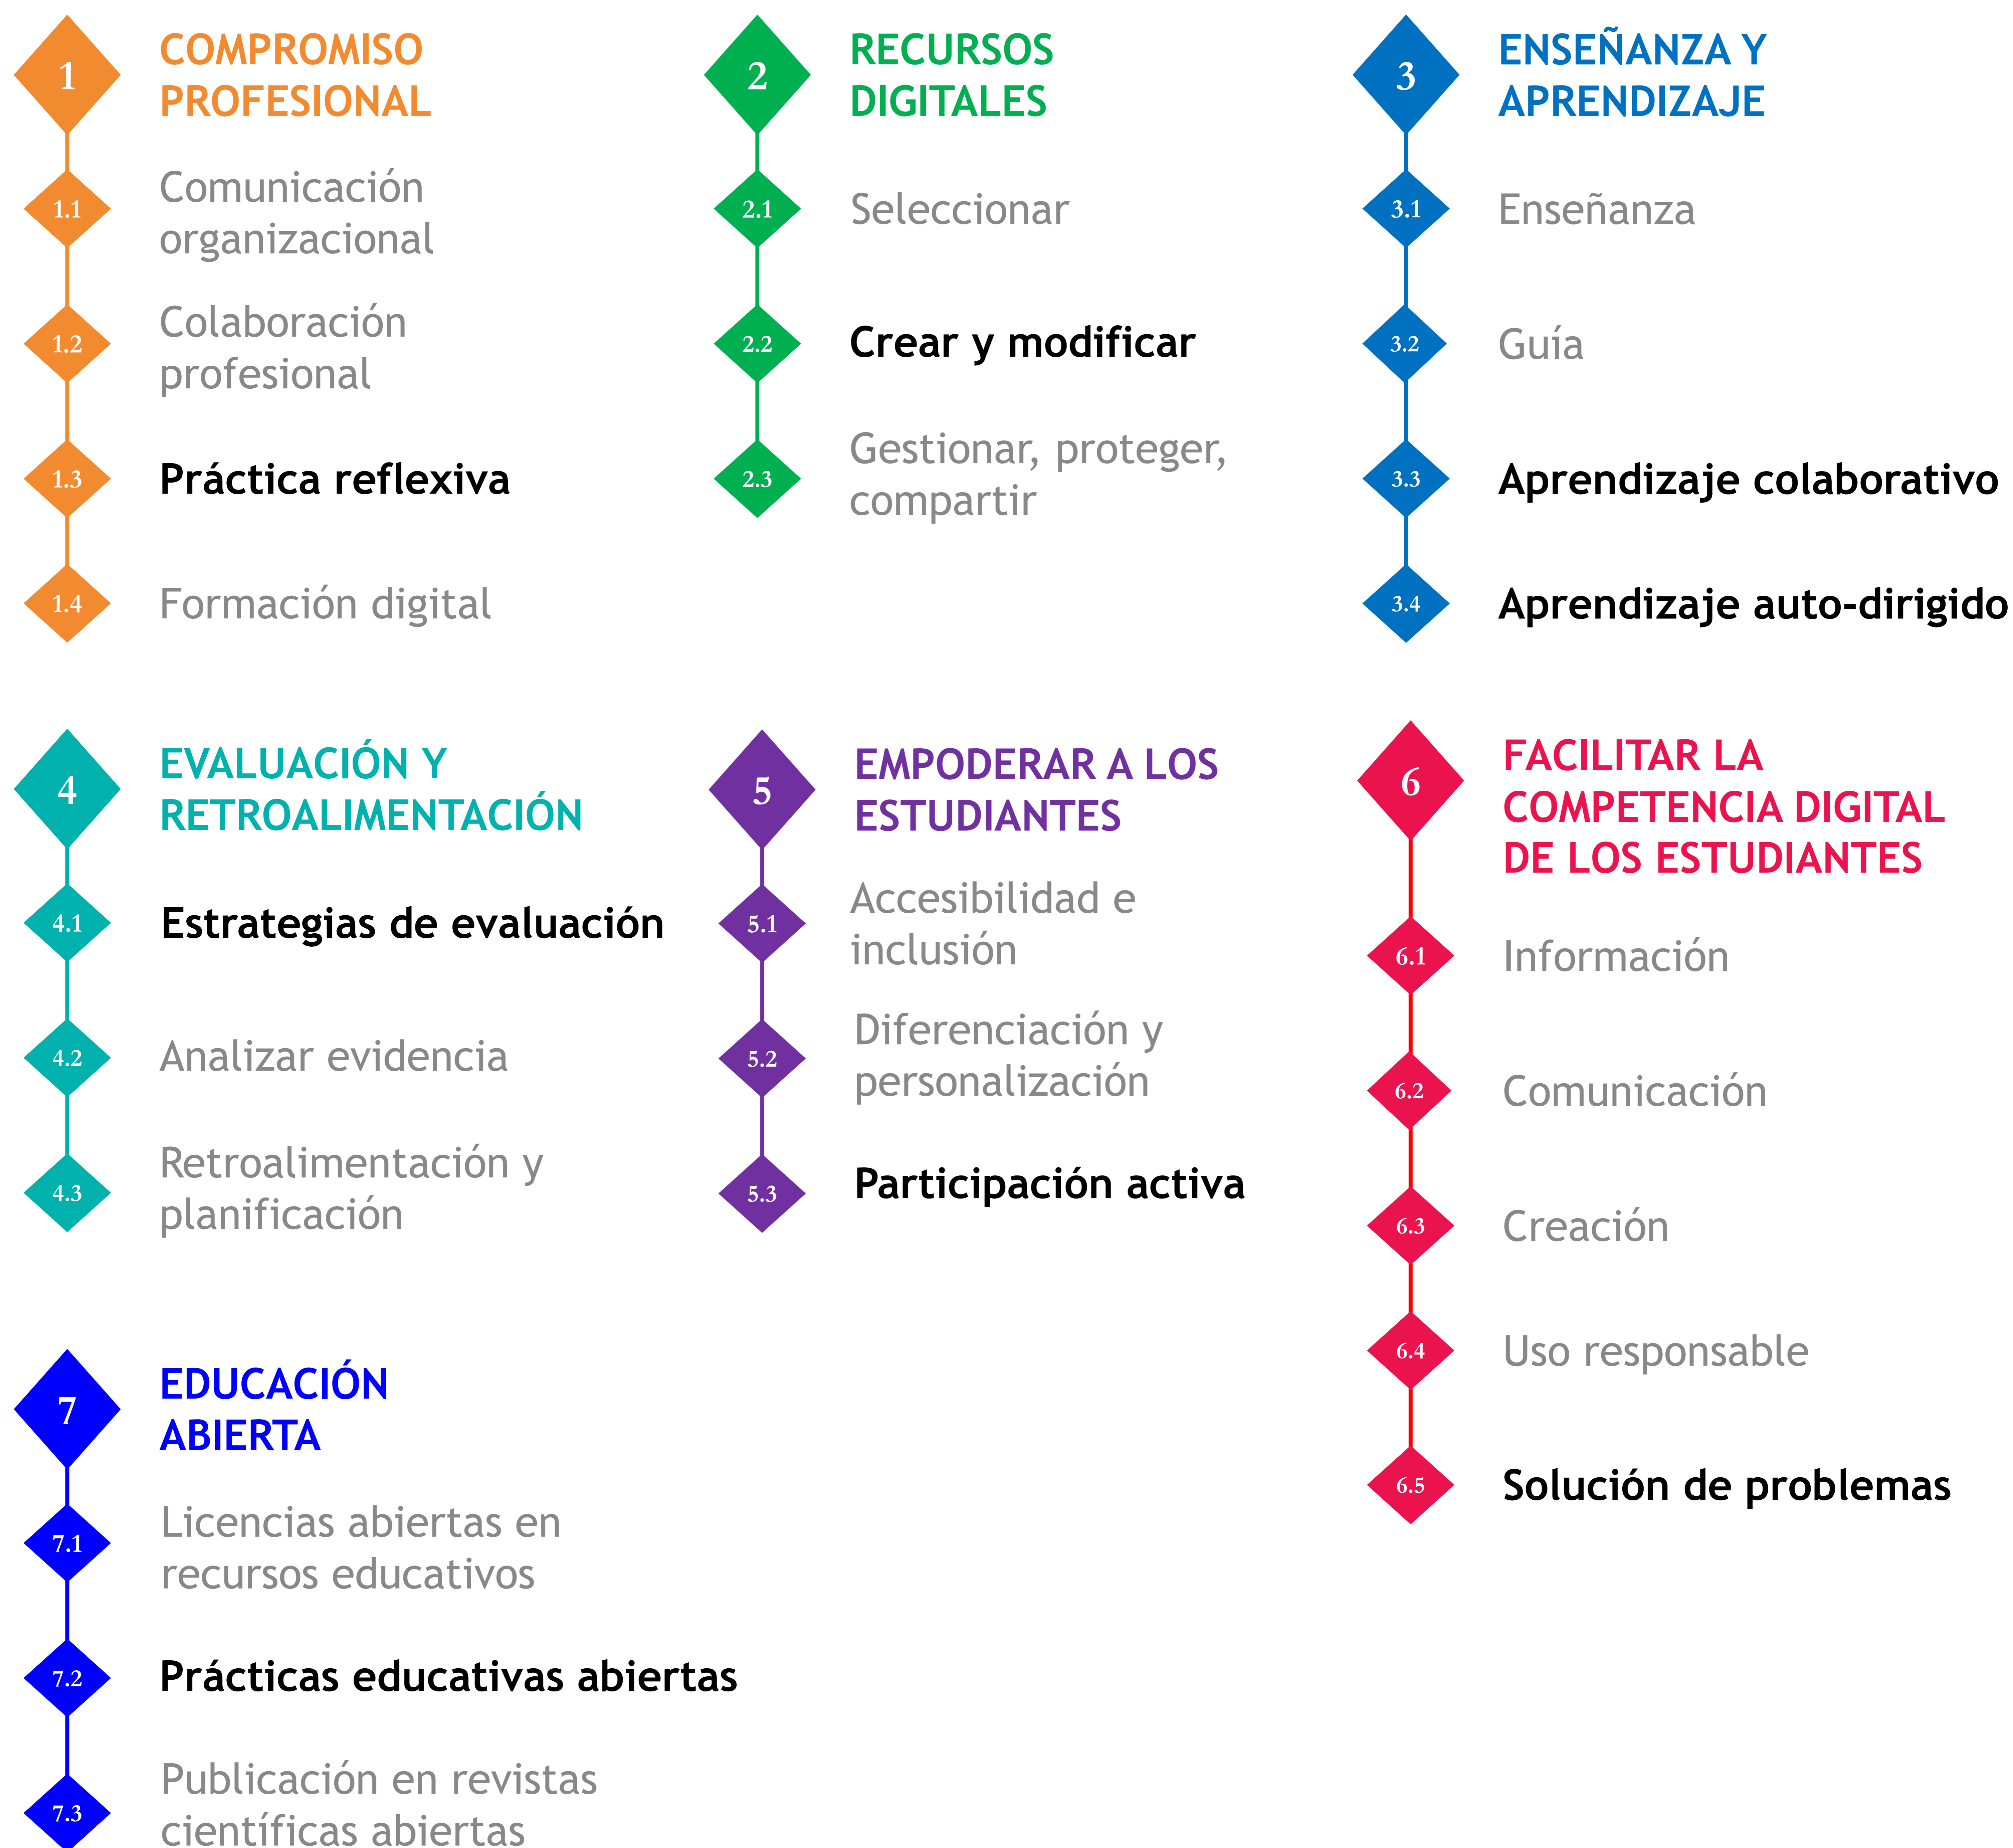 1
COMPROMISO
PROFESIONAL
1.1
Comunicación
organizacional
1.2
Colaboración
profesional
1.3
Práctica reflexiva
1.4
Formación digital
2
RECURSOS
DIGITALES
2.1
Seleccionar
2.2
Crear y modificar
2.3
Gestionar, proteger,
compartir
3
ENSEÑANZA Y
APRENDIZAJE
3.1
Enseñanza
3.2
Guía
3.3
Aprendizaje colaborativo
3.4
Aprendizaje auto-dirigido
4
EVALUACIÓN Y
RETROALIMENTACIÓN
4.1
Estrategias de evaluación
4.2
Analizar evidencia
4.3
Retroalimentación y
planificación
5
EMPODERAR A LOS
ESTUDIANTES
5.1
Accesibilidad e
inclusión
5.2
Diferenciación y
personalización
5.3
Participación activa
6
FACILITAR LA
COMPETENCIA DIGITAL
DE LOS ESTUDIANTES
6.1
Información
6.2
Comunicación
6.3
Creación
6.4
Uso responsable
6.5
Solución de problemas
7
EDUCACIÓN
ABIERTA
7.1
Licencias abiertas en
recursos educativos
7.2
Prácticas educativas abiertas
7.3
Publicación en revistas
científicas abiertas